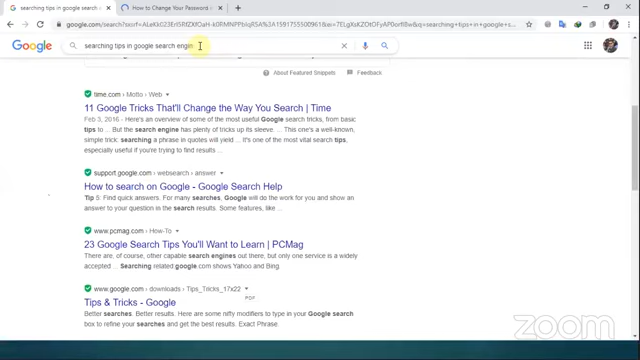 searching tips in google search e
How to Change Your Password
google.com/search?
Google
searching tips in google search engin
About Featured Snippets
Feedback
time.com › Motto › Web
11 Google Tricks That'll Change the Way You Search | Time
Feb 3, 2016 - Here's an overview of some of the most useful Google search tricks, from basic
tips to ... But the search engine has plenty of tricks up its sleeve. ... This one's a well-known,
simple trick: searching a phrase in quotes will yield ... It's one of the most vital search tips,
especially useful if you're trying to find results ...
support.google.com › websearch › answer
How to search on Google - Google Search Help
Tip 5: Find quick answers. For many searches, Google will do the work for you and show an
answer to your question in the search results. Some features, like ...
www.pcmag.com › How-To
23 Google Search Tips You'll Want to Learn | PCMag
There are, of course, other capable search engines out there, but only one service is a widely
accepted ... Searching related:google.com shows Yahoo and Bing.
www.google.com › downloads › Tips_Tricks_17x22
PDF
Tips & Tricks - Google
Better searches. Better results. Here are some nifty modifiers to type in your Google search
box to refine your searches and get the best results. Exact Phrase.
zoom